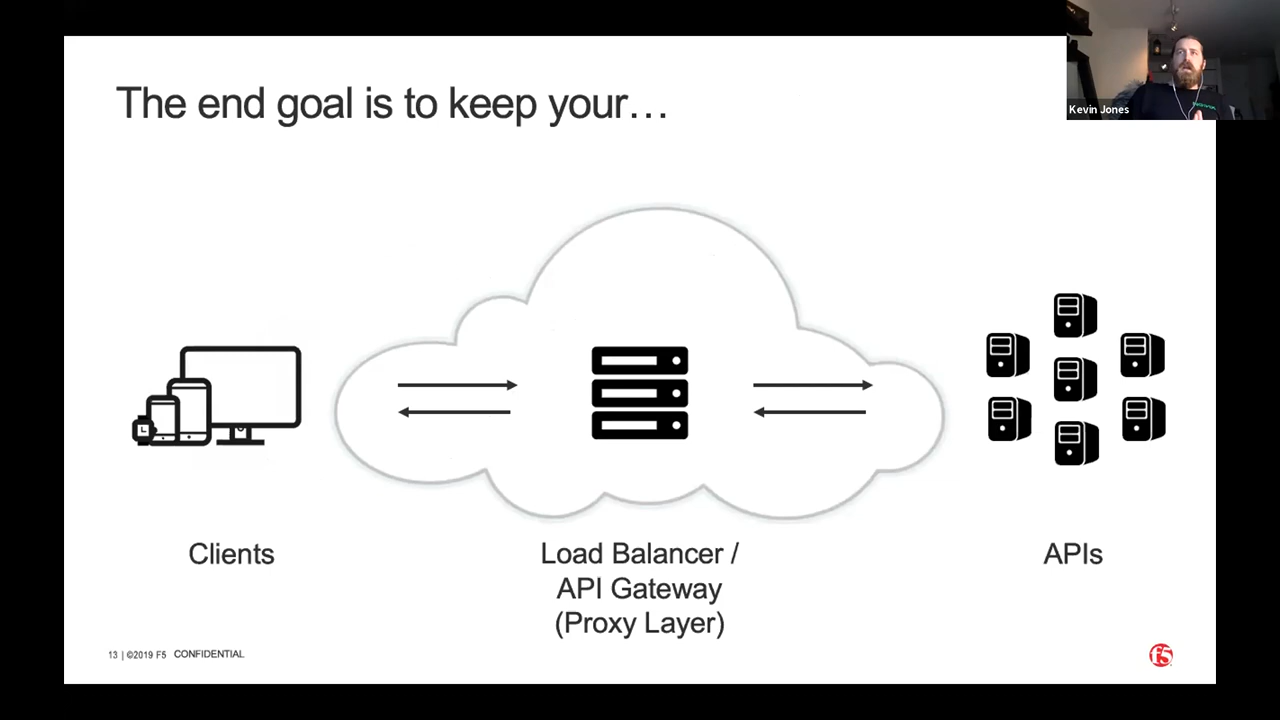 The end goal is to keep your…
Kevin Jones
Clients
Load Balancer /
API Gateway
(Proxy Layer)
APIs
13 | ©2019 F5 CONFIDENTIAL
f5